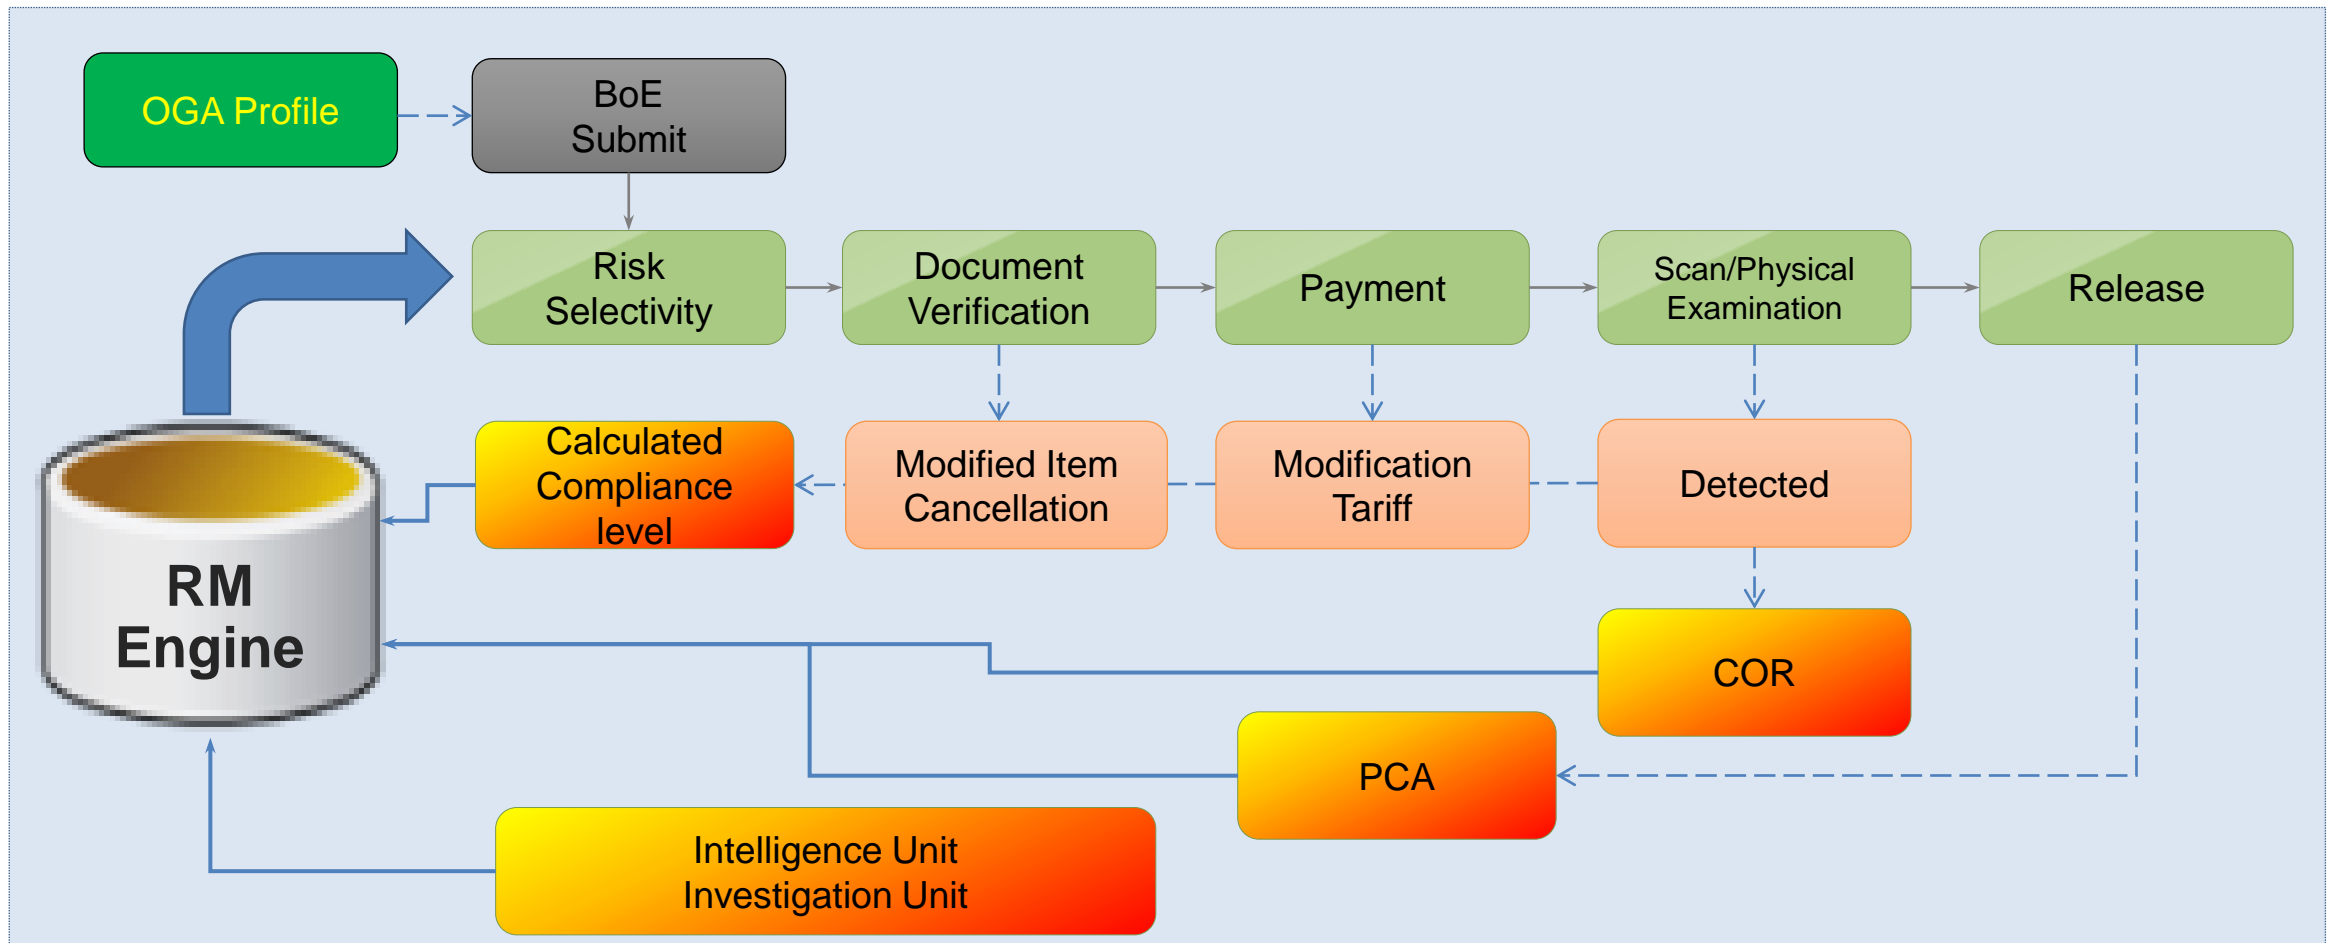 OGA Profile
BoE
Submit
Risk
Selectivity
Document
Verification
Payment
Scan/Physical
Examination
Release
Calculated
Compliance
level
Modified Item
Cancellation
Modification
Tariff
Detected
RM
Engine
COR
PCA
Intelligence Unit
Investigation Unit